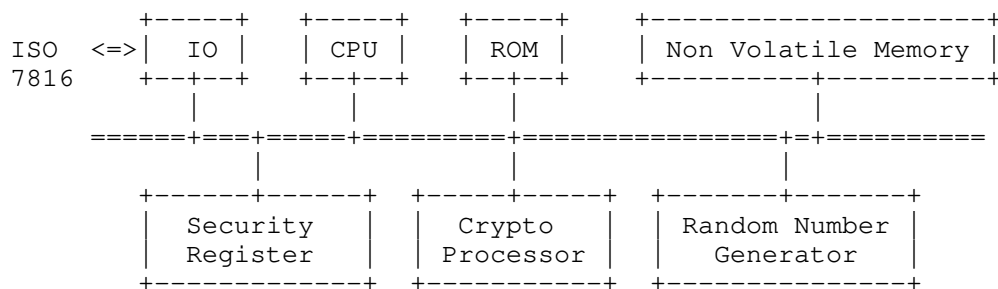 ISO <=> IO CPU ROM Non Volatile Memory
7816
Security Crypto Random Number
Register Processor Generator